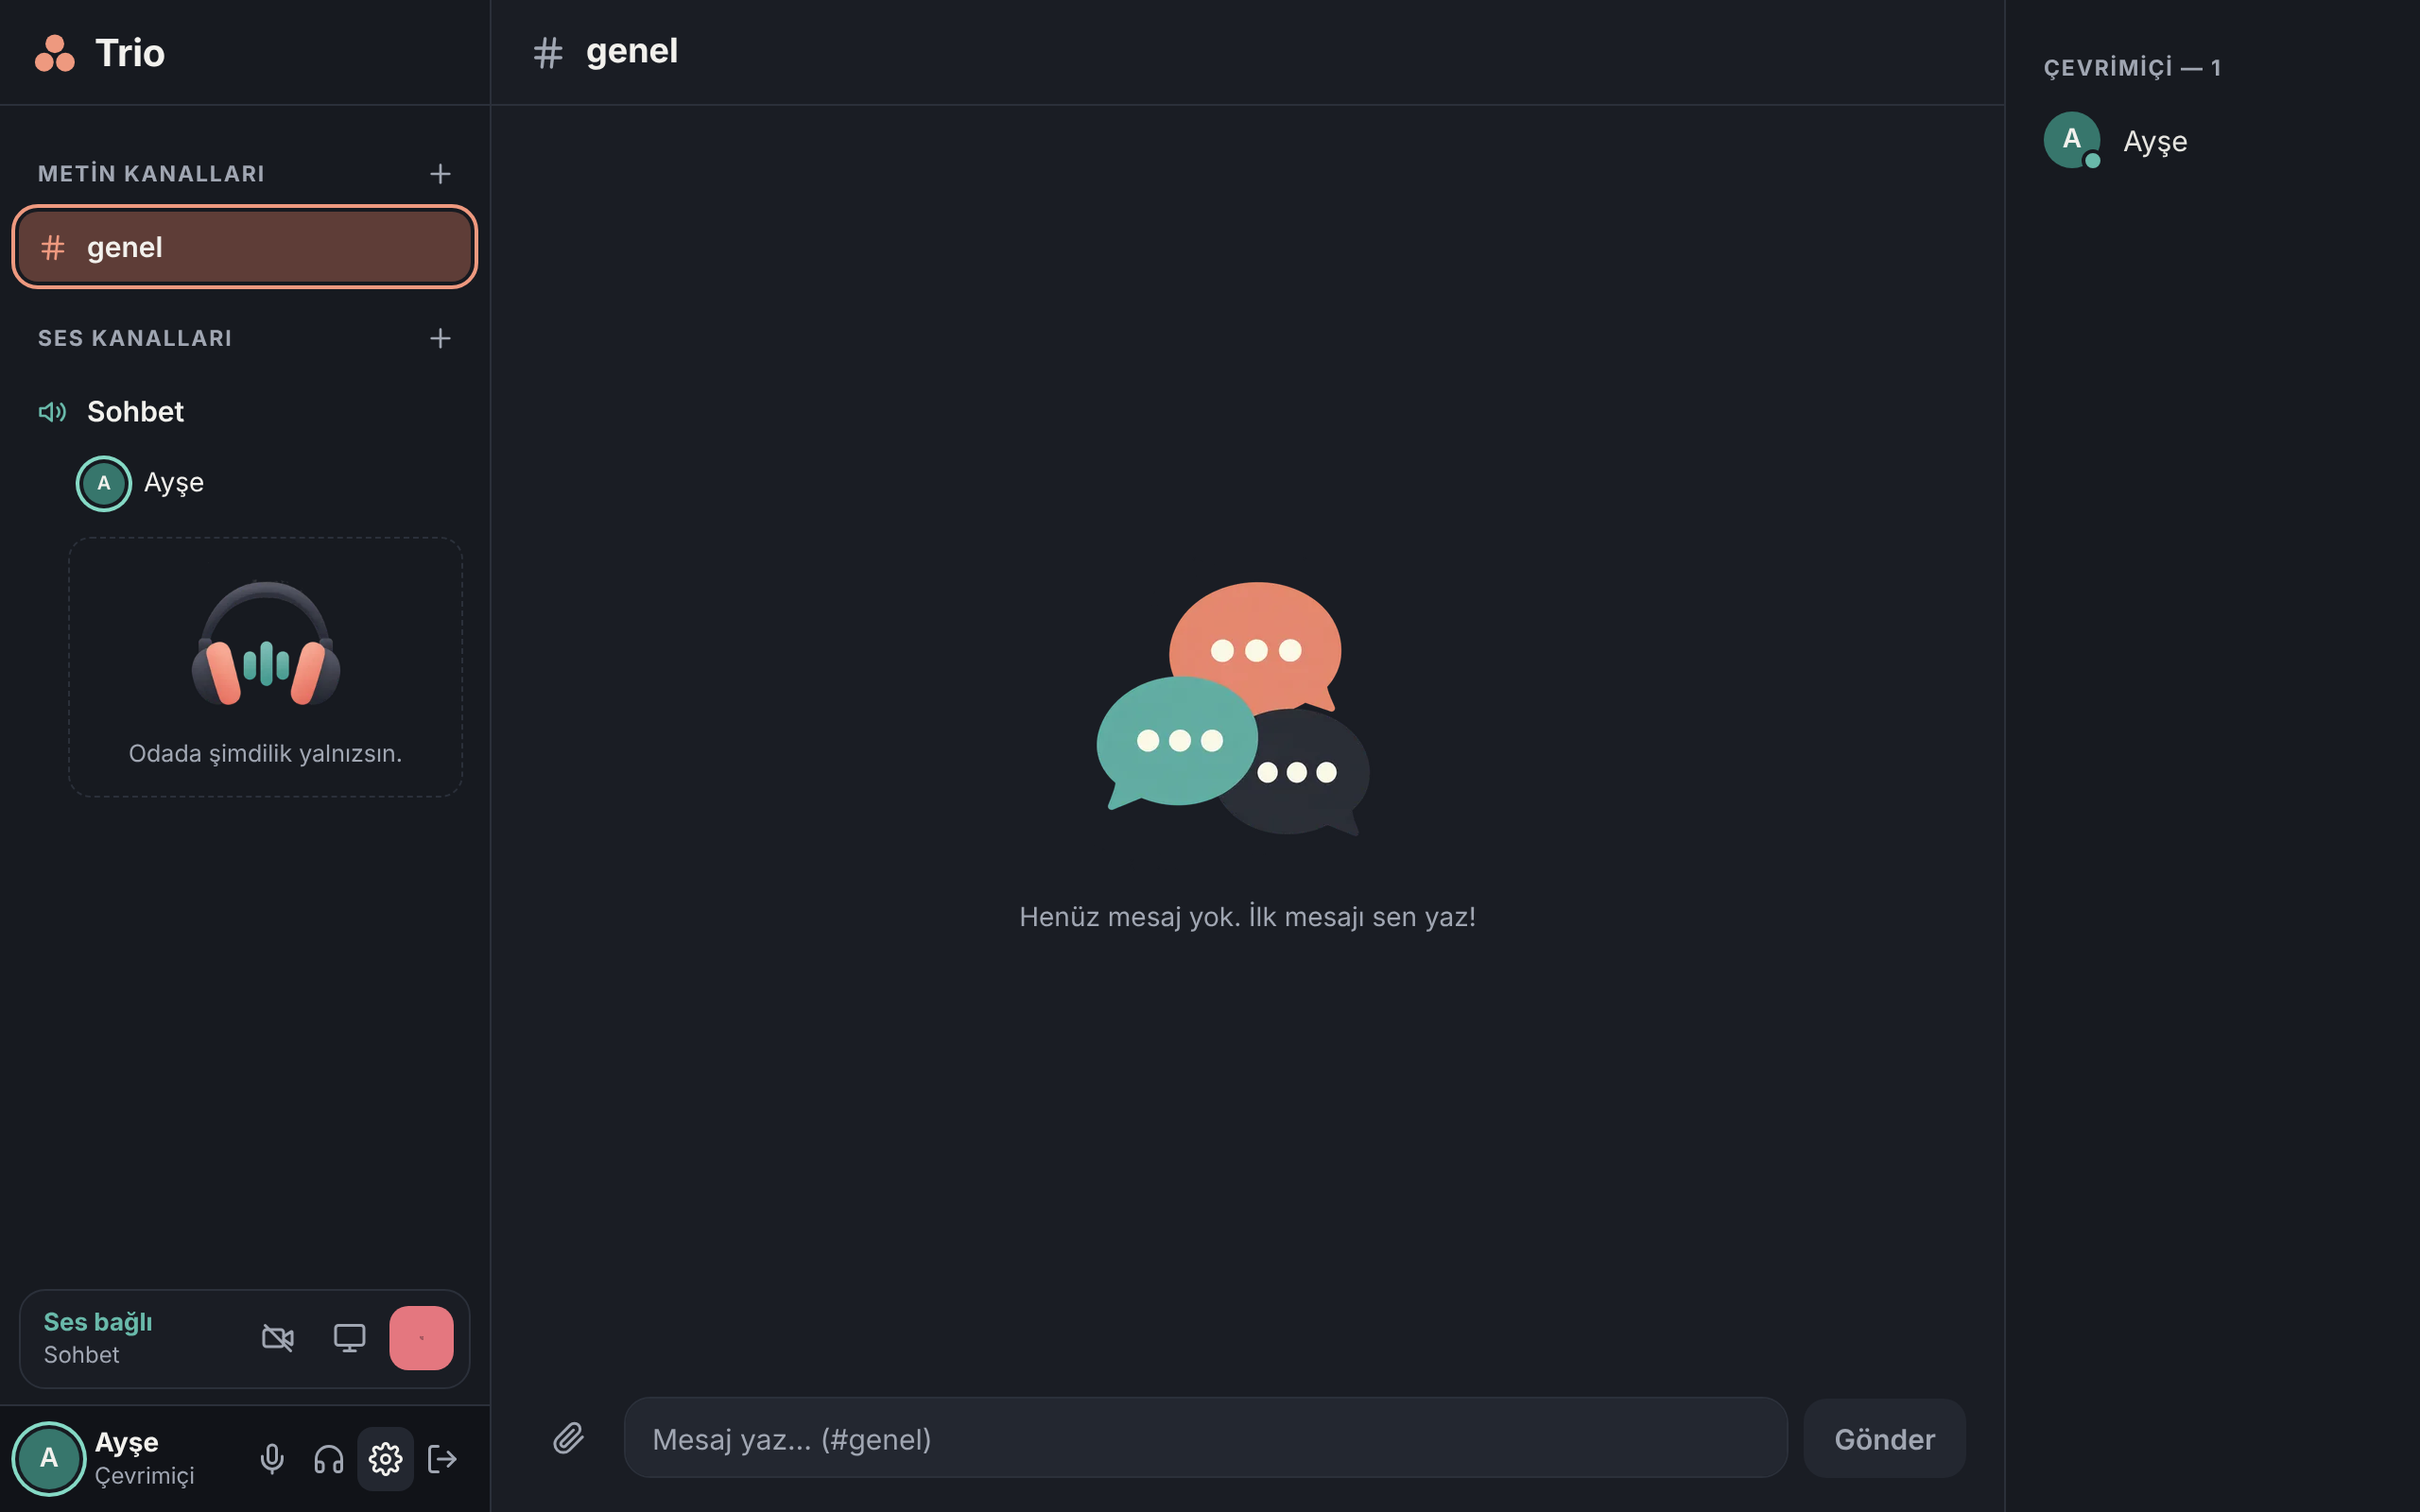 Trio
METİN KANALLARI
# genel
SES KANALLARI
Sohbet
A Ayşe
Odada şimdilik yalnızsın.
Ses bağlı
Sohbet
A
Ayşe
Çevrimiçi
# genel
Henüz mesaj yok. İlk mesajı sen yaz!
Mesaj yaz... (#genel)
Gönder
ÇEVRİMİÇİ — 1
A Ayşe